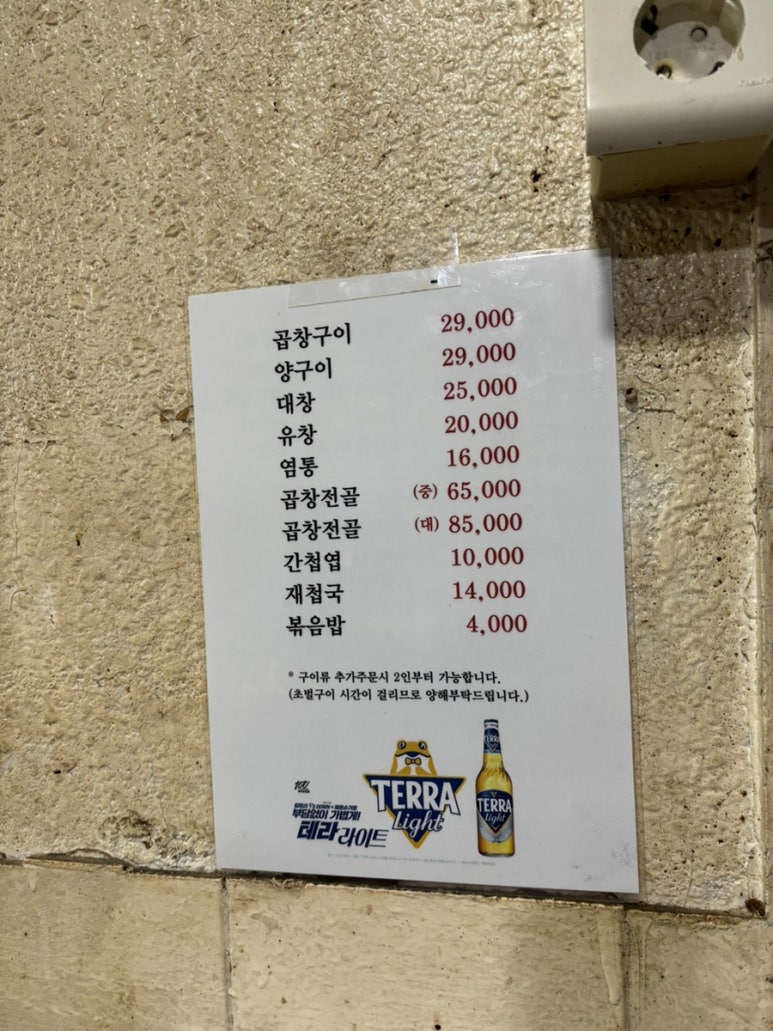 곱창구이 29,000
양구이 29,000
대창 25,000
유창 20,000
염통 16,000
곱창전골 (중) 65,000
곱창전골 (대) 85,000
간첩엽 10,000
재첩국 14,000
볶음밥 4,000
* 구이류 추가주문시 2인부터 가능합니다.
(초벌구이 시간이 걸리므로 양해부탁드립니다.)
100
부담없이 가볍게!
테라 라이트
TERRA
Light
TERRA
TERRA
light